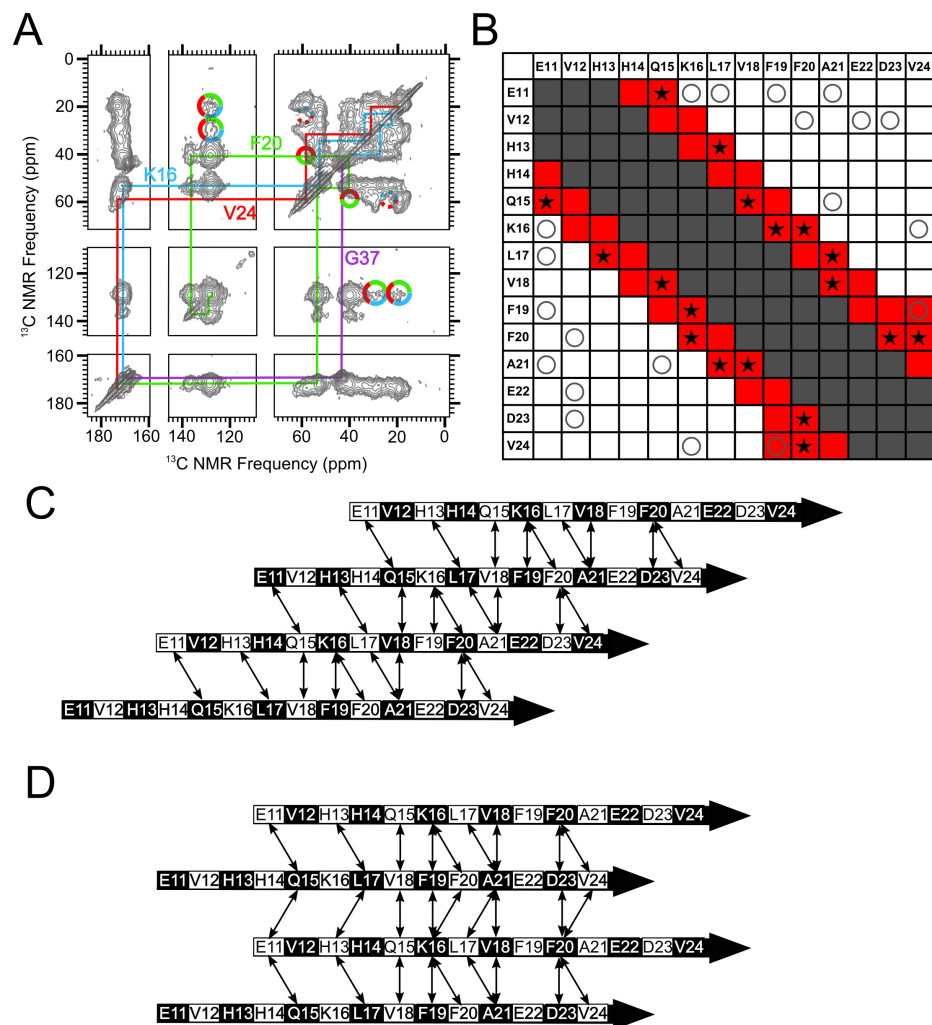 A
0
20
40
60
120
140
160
180
¹³C NMR Frequency (ppm)
K16
F20
V24
G37
180 160 140 120 60 40 20 0
¹³C NMR Frequency (ppm)
B
E11 V12 H13 H14 Q15 K16 L17 V18 F19 F20 A21 E22 D23 V24
E11
V12
H13
H14
Q15
K16
L17
V18
F19
F20
A21
E22
D23
V24
C
E11 V12 H13 H14 Q15 K16 L17 V18 F19 F20 A21 E22 D23 V24
E11 V12 H13 H14 Q15 K16 L17 V18 F19 F20 A21 E22 D23 V24
E11 V12 H13 H14 Q15 K16 L17 V18 F19 F20 A21 E22 D23 V24
E11 V12 H13 H14 Q15 K16 L17 V18 F19 F20 A21 E22 D23 V24
D
E11 V12 H13 H14 Q15 K16 L17 V18 F19 F20 A21 E22 D23 V24
E11 V12 H13 H14 Q15 K16 L17 V18 F19 F20 A21 E22 D23 V24
E11 V12 H13 H14 Q15 K16 L17 V18 F19 F20 A21 E22 D23 V24
E11 V12 H13 H14 Q15 K16 L17 V18 F19 F20 A21 E22 D23 V24